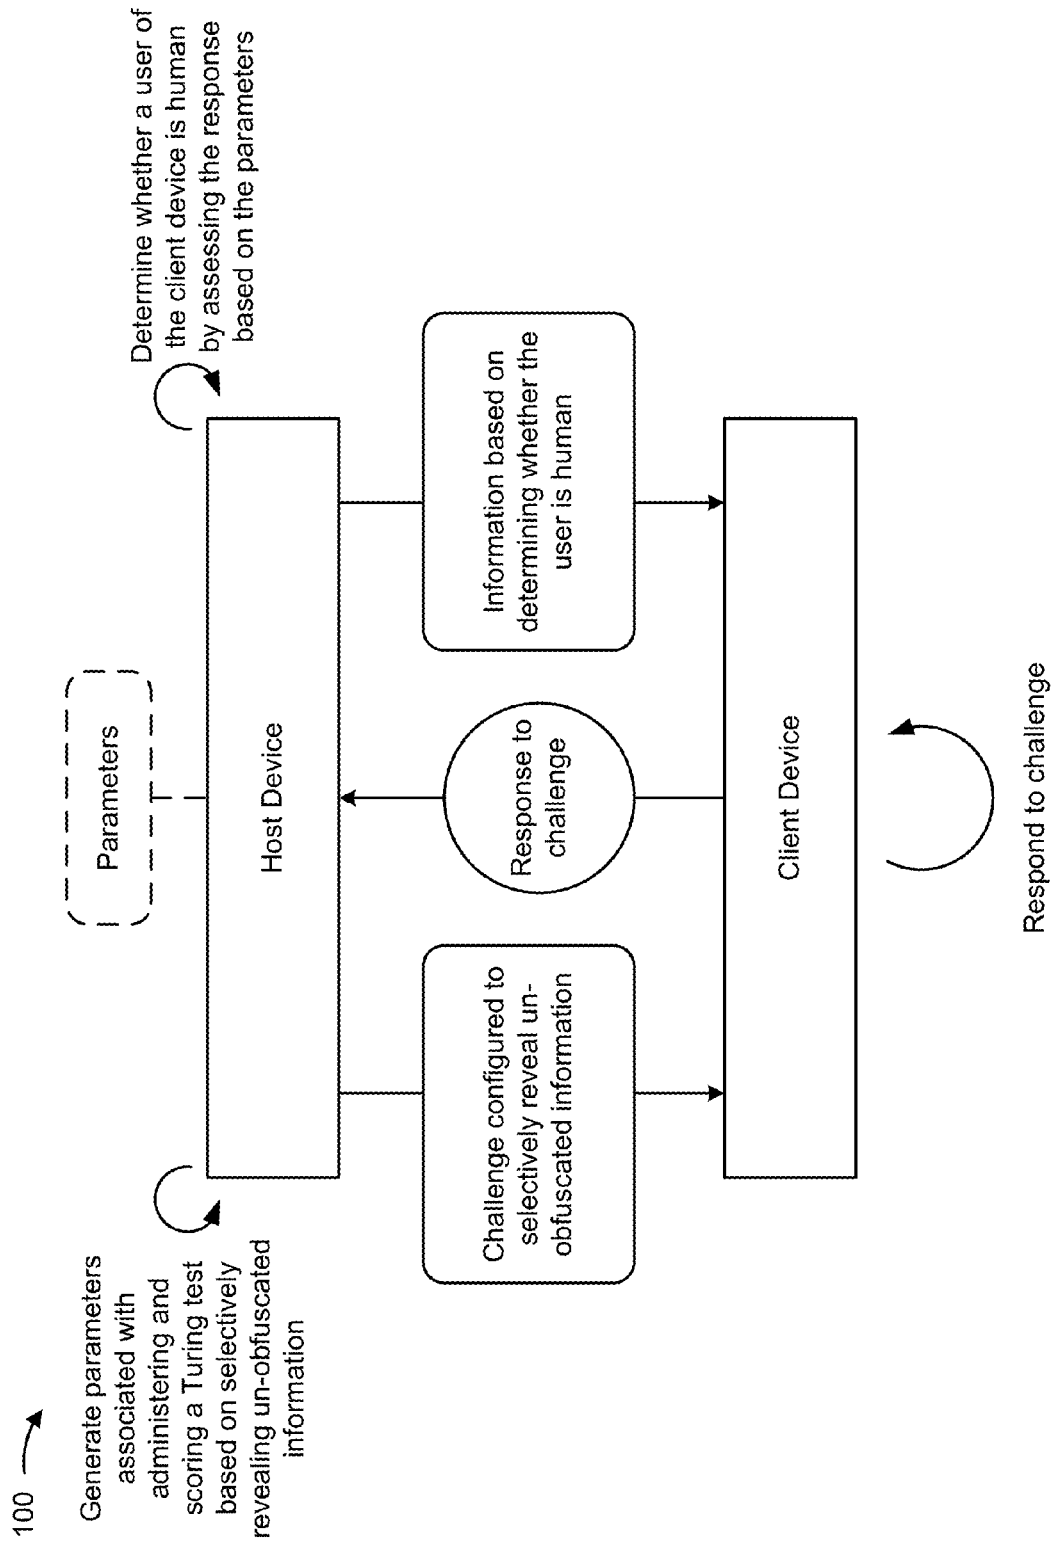 100
Generate parameters
associated with
administering and
scoring a Turing test
based on selectively
revealing un-obfuscated
information
Parameters
Determine whether a user of
the client device is human
by assessing the response
based on the parameters
Host Device
Challenge configured to
selectively reveal un-
obfuscated information
Response to
challenge
Information based on
determining whether the
user is human
Client Device
Respond to challenge